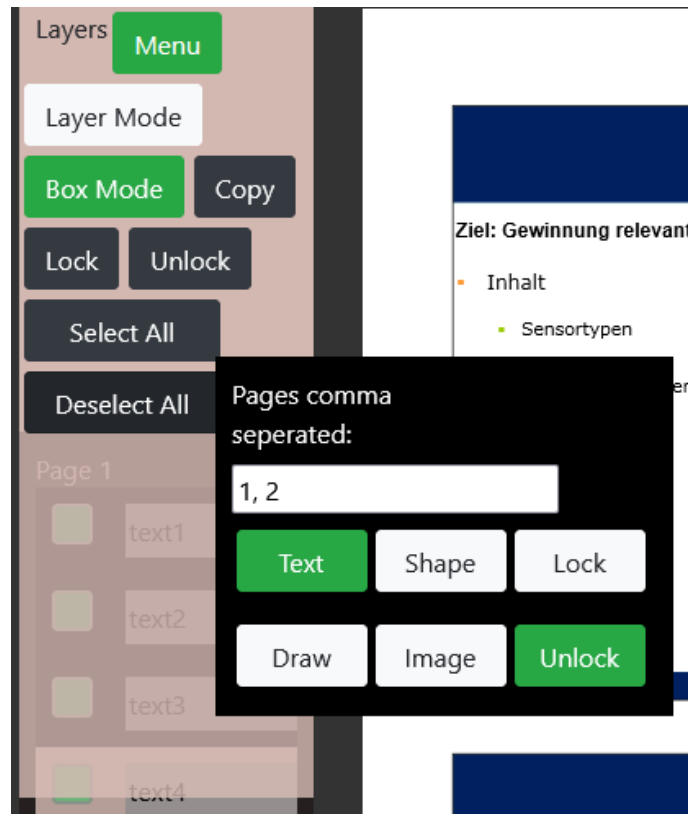 Layers Menu
Layer Mode
Box Mode Copy
Lock Unlock
Select All
Deselect All
Page 1
text1
text2
text3
text4
Pages comma
seperated:
1, 2
Text Shape Lock
Draw Image Unlock
Ziel: Gewinnung relevant
Inhalt
Sensortypen